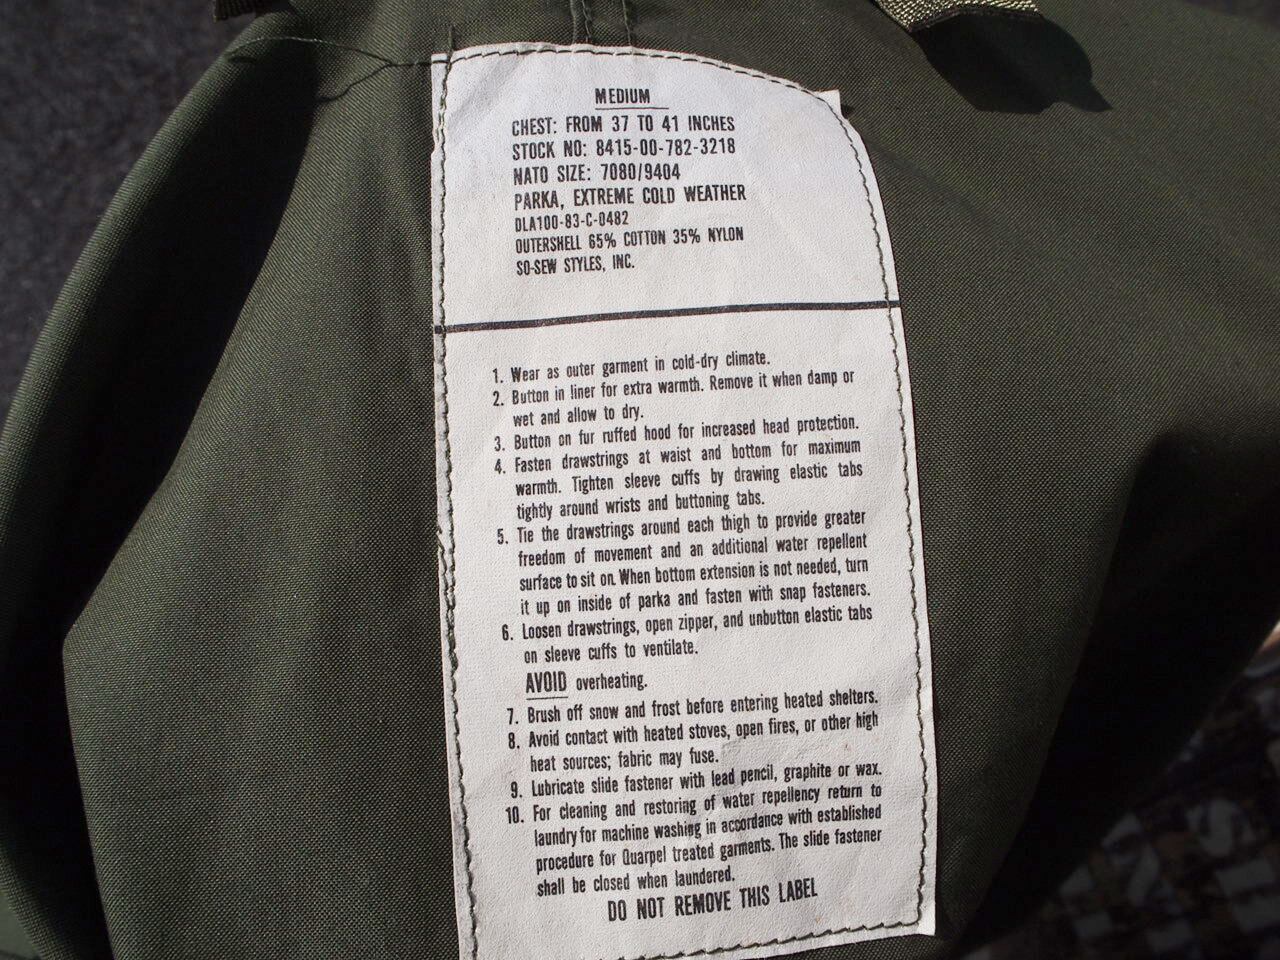 MEDIUM
CHEST: FROM 37 TO 41 INCHES
STOCK NO: 8415-00-782-3218
NATO SIZE: 7080/9404
PARKA, EXTREME COLD WEATHER
DLA100-83-C-0482
OUTERSHELL 65% COTTON 35% NYLON
SO-SEW STYLES, INC.
1. Wear as outer garment in cold-dry climate.
2. Button in liner for extra warmth. Remove it when damp or
wet and allow to dry.
3. Button on fur ruffed hood for increased head protection.
4. Fasten drawstrings at waist and bottom for maximum
warmth. Tighten sleeve cuffs by drawing elastic tabs
tightly around wrists and buttoning tabs.
5. Tie the drawstrings around each thigh to provide greater
freedom of movement and an additional water repellent
surface to sit on. When bottom extension is not needed, turn
it up on inside of parka and fasten with snap fasteners.
6. Loosen drawstrings, open zipper, and unbutton elastic tabs
on sleeve cuffs to ventilate.
AVOID overheating.
7. Brush off snow and frost before entering heated shelters.
8. Avoid contact with heated stoves, open fires, or other high
heat sources; fabric may fuse.
9. Lubricate slide fastener with lead pencil, graphite or wax.
10. For cleaning and restoring of water repellency return to
laundry for machine washing in accordance with established
procedure for Quarpel treated garments. The slide fastener
shall be closed when laundered.
DO NOT REMOVE THIS LABEL